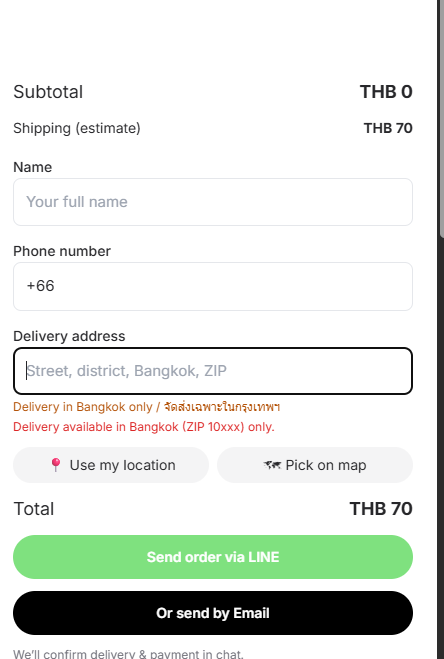 Subtotal THB 0
Shipping (estimate) THB 70
Name
Your full name
Phone number
+66
Delivery address
Street, district, Bangkok, ZIP
Delivery in Bangkok only / จัดส่งเฉพาะในกรุงเทพฯ
Delivery available in Bangkok (ZIP 10xxx) only.
📍 Use my location 🗺 Pick on map
Total THB 70
Send order via LINE
Or send by Email
We'll confirm delivery & payment in chat.